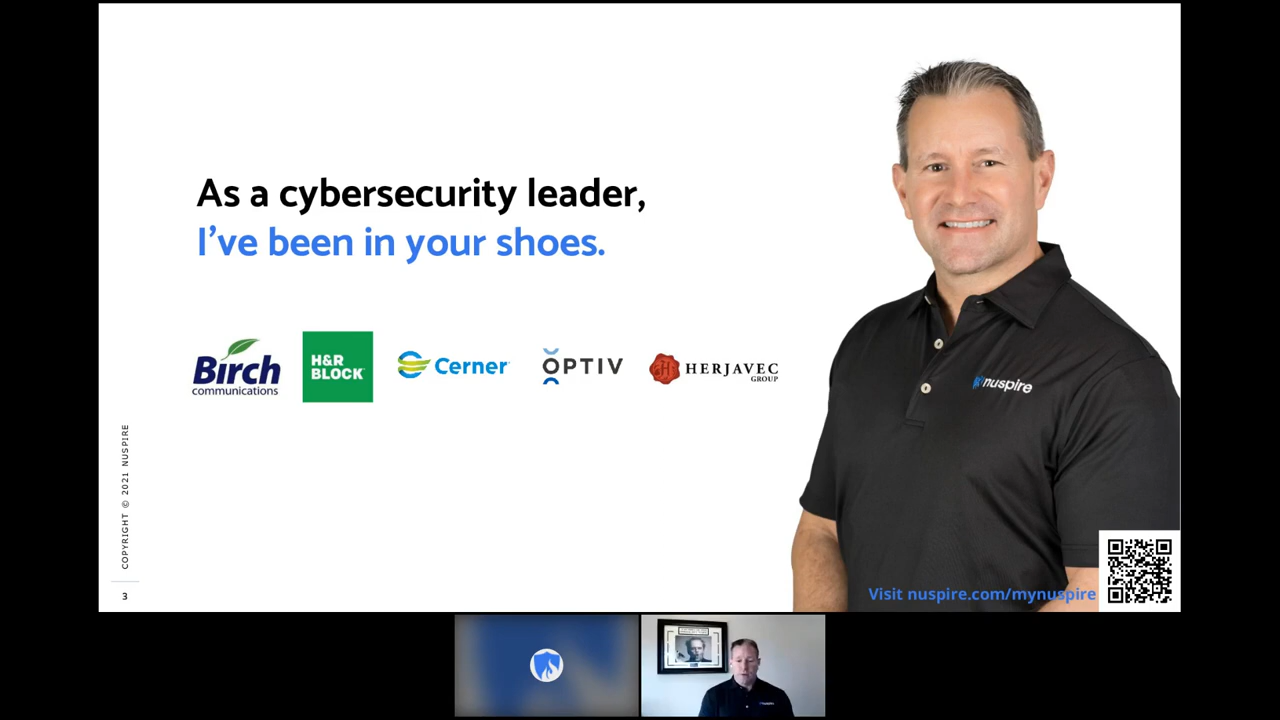 As a cybersecurity leader,
I've been in your shoes.
Birch
communications
H&R
BLOCK
Cerner
OPTIV
HERJAVEC
GROUP
nuspire
COPYRIGHT © 2021 NUSPIRE
3
Visit nuspire.com/mynuspire